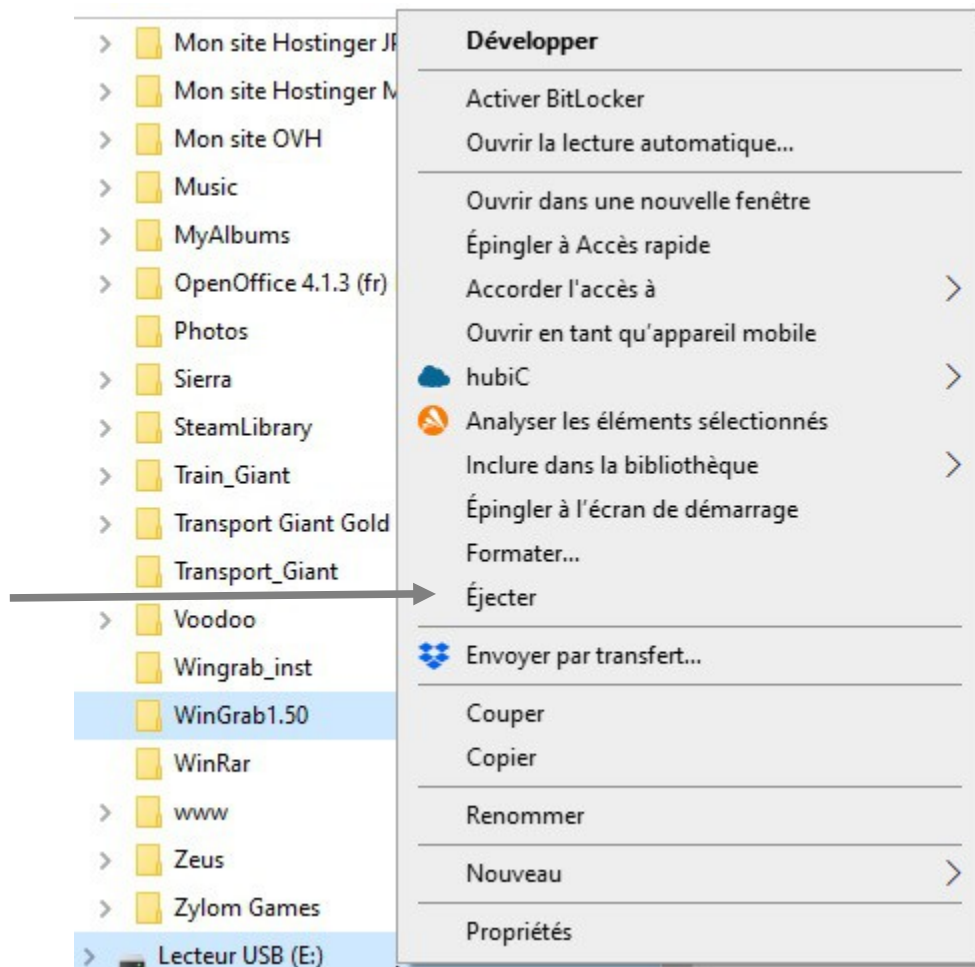 Mon site Hostinger
Mon site Hostinger
Mon site OVH
Music
MyAlbums
OpenOffice 4.1.3 (fr)
Photos
Sierra
SteamLibrary
Train_Giant
Transport Giant Gold
Transport_Giant
Voodoo
Wingrab_inst
WinGrab1.50
WinRar
www
Zeus
Zylom Games
Lecteur USB (E:)
Développer
Activer BitLocker
Ouvrir la lecture automatique...
Ouvrir dans une nouvelle fenêtre
Épingler à Accès rapide
Accorder l'accès à
Ouvrir en tant qu'appareil mobile
hubiC
Analyser les éléments sélectionnés
Inclure dans la bibliothèque
Épingler à l'écran de démarrage
Formater...
Éjecter
Envoyer par transfert...
Couper
Copier
Renommer
Nouveau
Propriétés